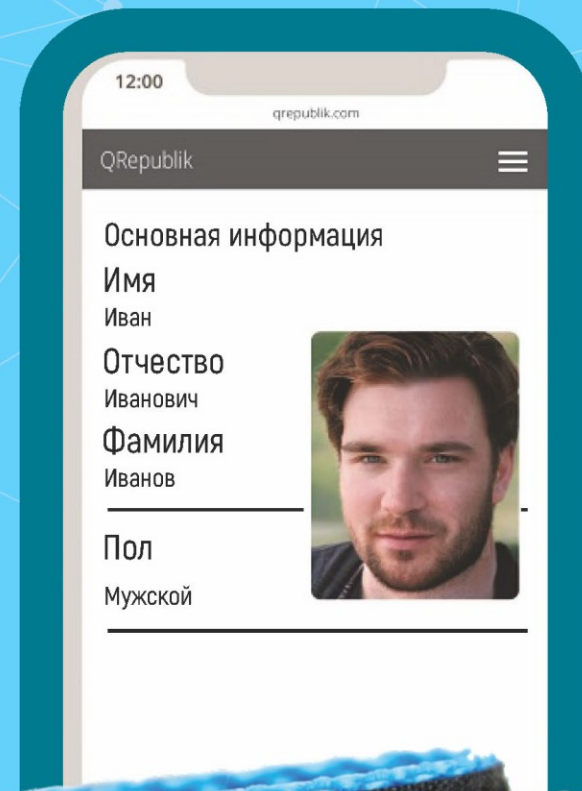 12:00
qrepublik.com
QRepublik
Основная информация
Имя
Иван
Отчество
Иванович
Фамилия
Иванов
Пол
Мужской